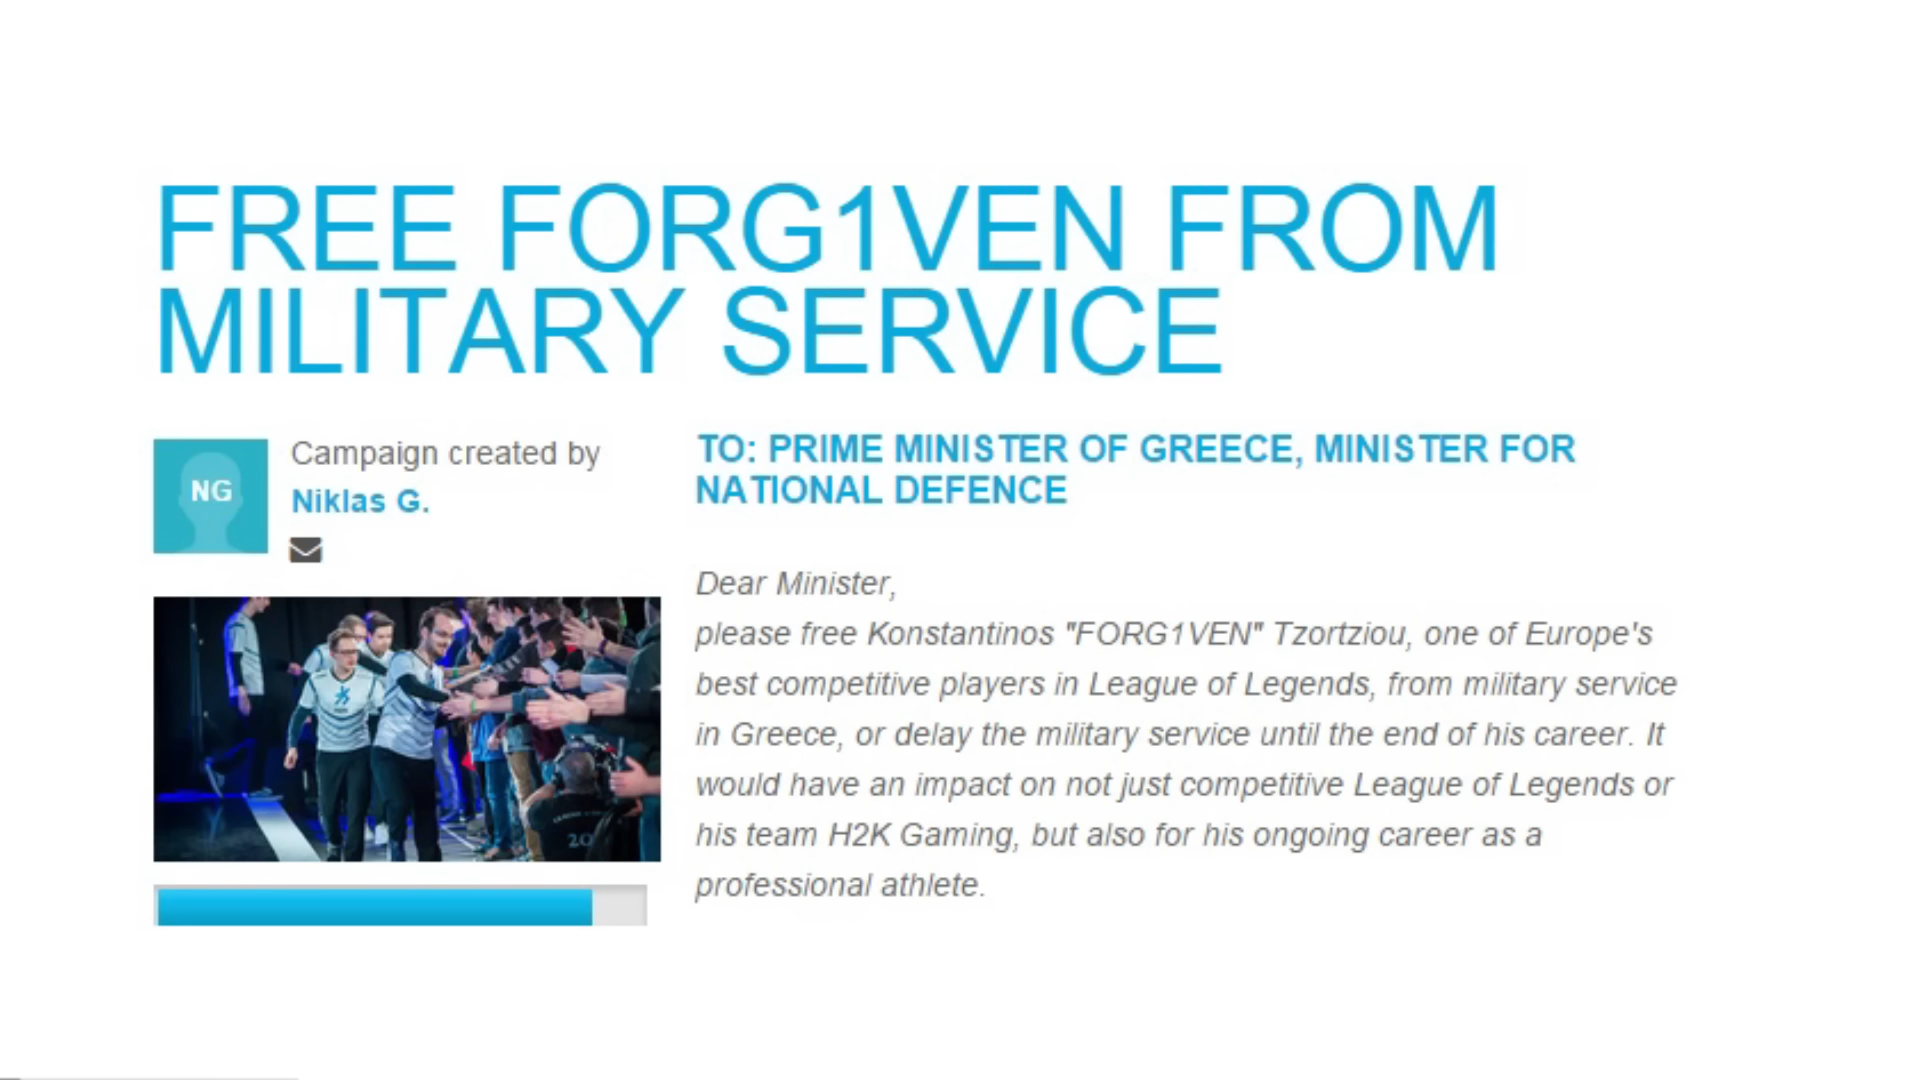 FREE FORG1VEN FROM
MILITARY SERVICE
NG
Campaign created by
Niklas G.
TO: PRIME MINISTER OF GREECE, MINISTER FOR
NATIONAL DEFENCE
Dear Minister,
please free Konstantinos "FORG1VEN" Tzortziou, one of Europe's
best competitive players in League of Legends, from military service
in Greece, or delay the military service until the end of his career. It
would have an impact on not just competitive League of Legends or
his team H2K Gaming, but also for his ongoing career as a
professional athlete.